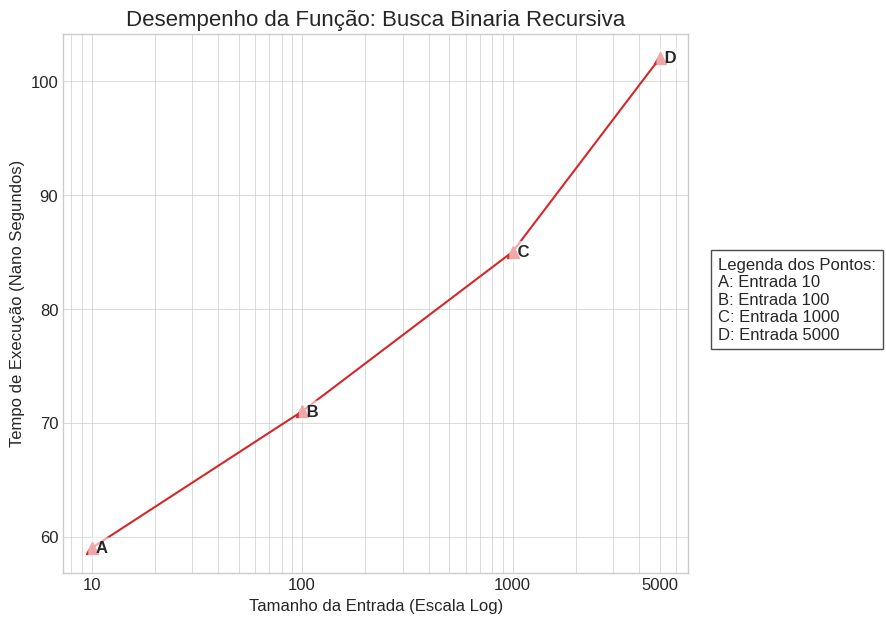 Desempenho da Função: Busca Binaria Recursiva
Tempo de Execução (Nano Segundos)
100
90
80
70
60
A
B
C
D
10
100
1000
5000
Tamanho da Entrada (Escala Log)
Legenda dos Pontos:
A: Entrada 10
B: Entrada 100
C: Entrada 1000
D: Entrada 5000